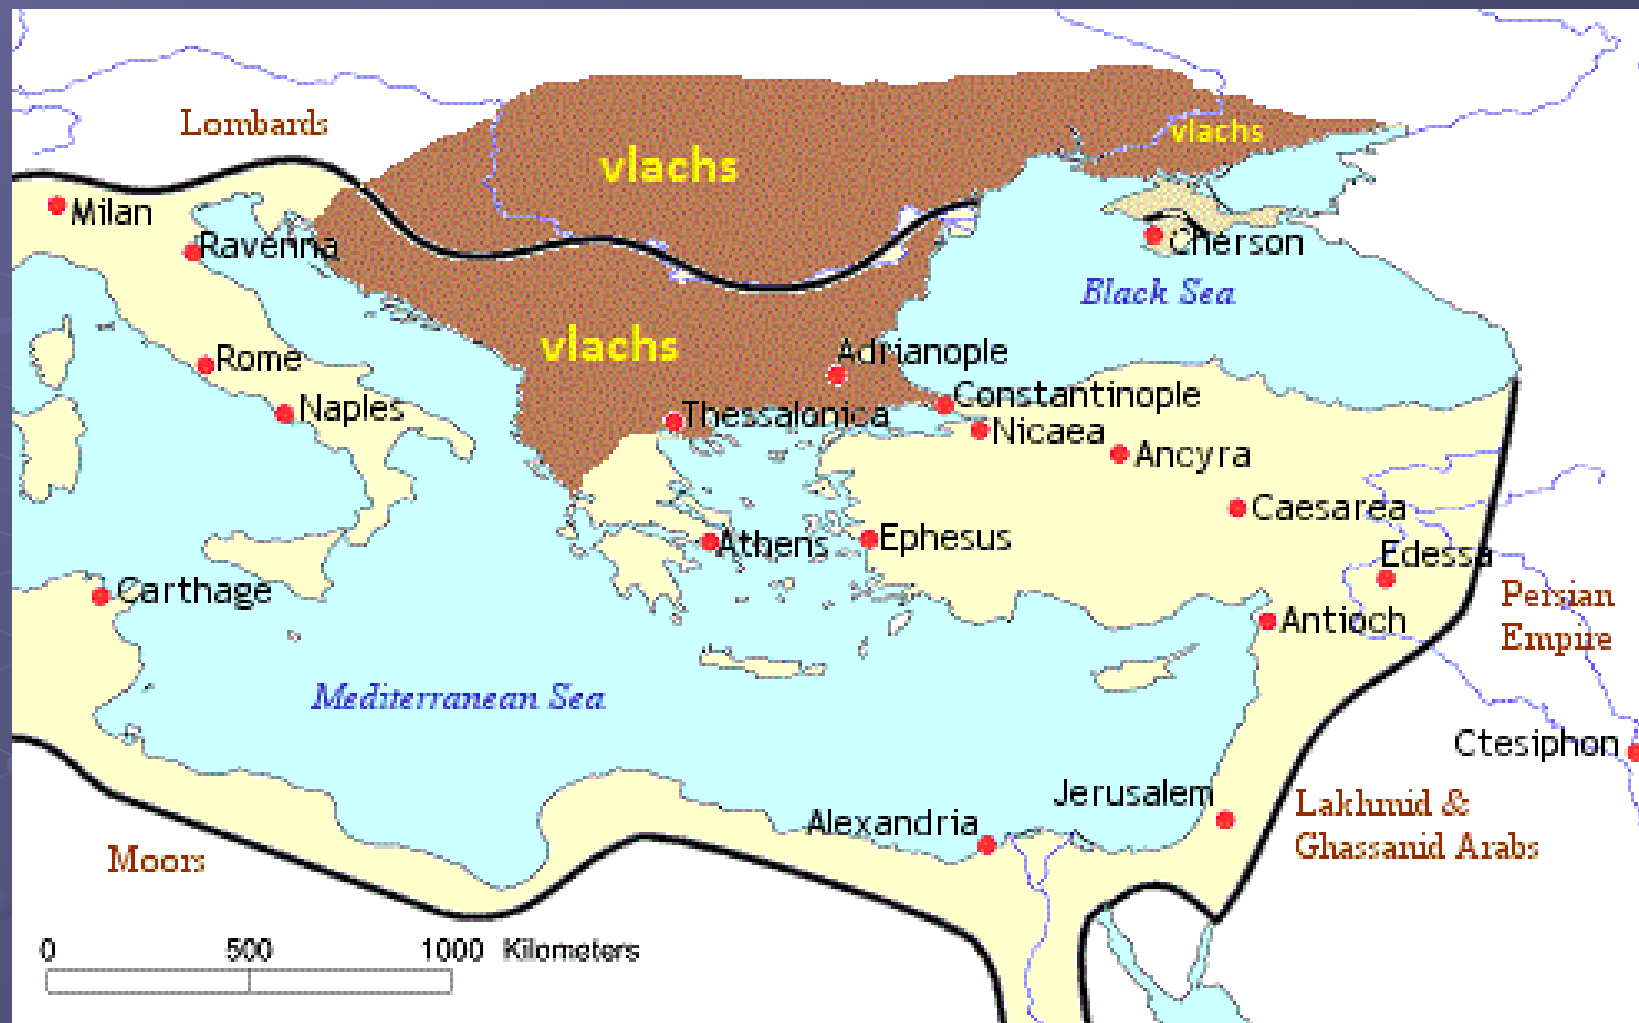 Lombards
vlachs
vlachs
Milan
Ravenna
Cherson
Black Sea
vlachs
Adrianople
Rome
Constantinople
Naples
Thessalonica
Nicaea
Ancyra
Caesarea
Athens
Ephesus
Edessa
Carthage
Persian
Empire
Antioch
Mediterranean Sea
Ctesiphon
Jerusalem
Lakhmid &
Ghassanid Arabs
Alexandria
Moors
0 500 1000 Kilometers